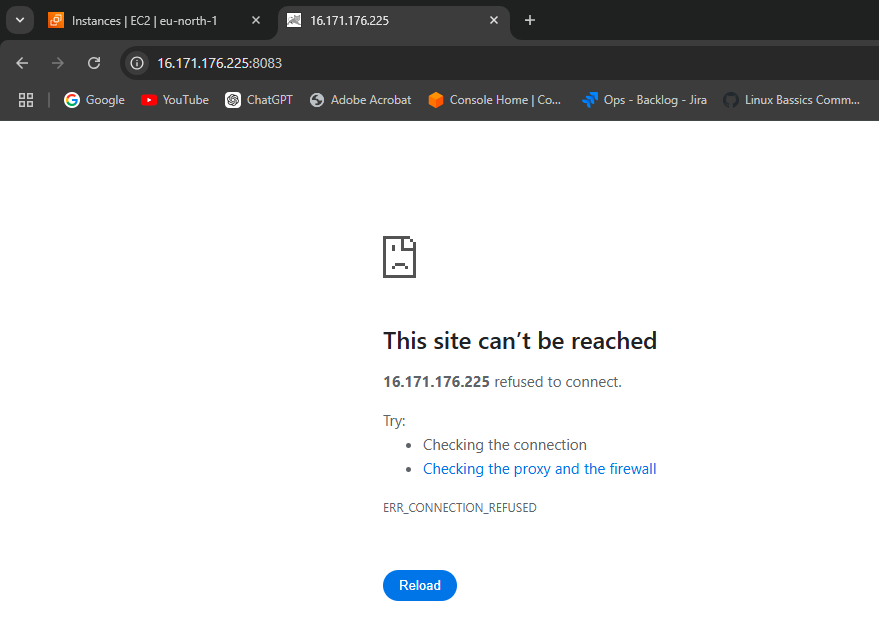 Instances | EC2 | eu-north-1
16.171.176.225
16.171.176.225:8083
Google
YouTube
ChatGPT
Adobe Acrobat
Console Home | Co...
Ops - Backlog - Jira
Linux Bassics Comm...
This site can’t be reached
16.171.176.225 refused to connect.
Try:
• Checking the connection
• Checking the proxy and the firewall
ERR_CONNECTION_REFUSED
Reload